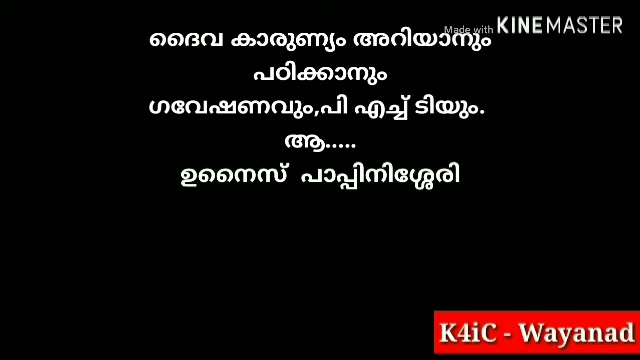 Made with KINEMASTER
ദൈവ കാരുണ്യം അറിയാനും
പഠിക്കാനും
ഗവേഷണവും,പി എച്ച് ടിയും.
ആ.....
ഉനൈസ് പാപ്പിനിശ്ശേരി
K4iC - Wayanad